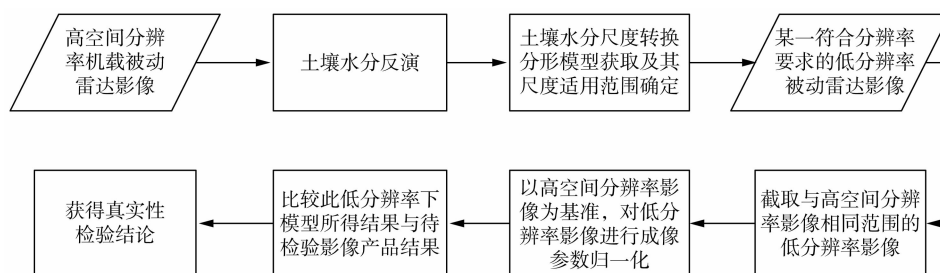 高空间分辨
率机载被动
雷达影像
土壤水分反演
土壤水分尺度转换
分形模型获取及其
尺度适用范围确定
某一符合分辨率
要求的低分辨率
被动雷达影像
获得真实性
检验结论
比较此低分辨率下
模型所得结果与待
检验影像产品结果
以高空间分辨率影
像为基准，对低分
辨率影像进行成像
参数归一化
截取与高空间分辨
率影像相同范围的
低分辨率影像